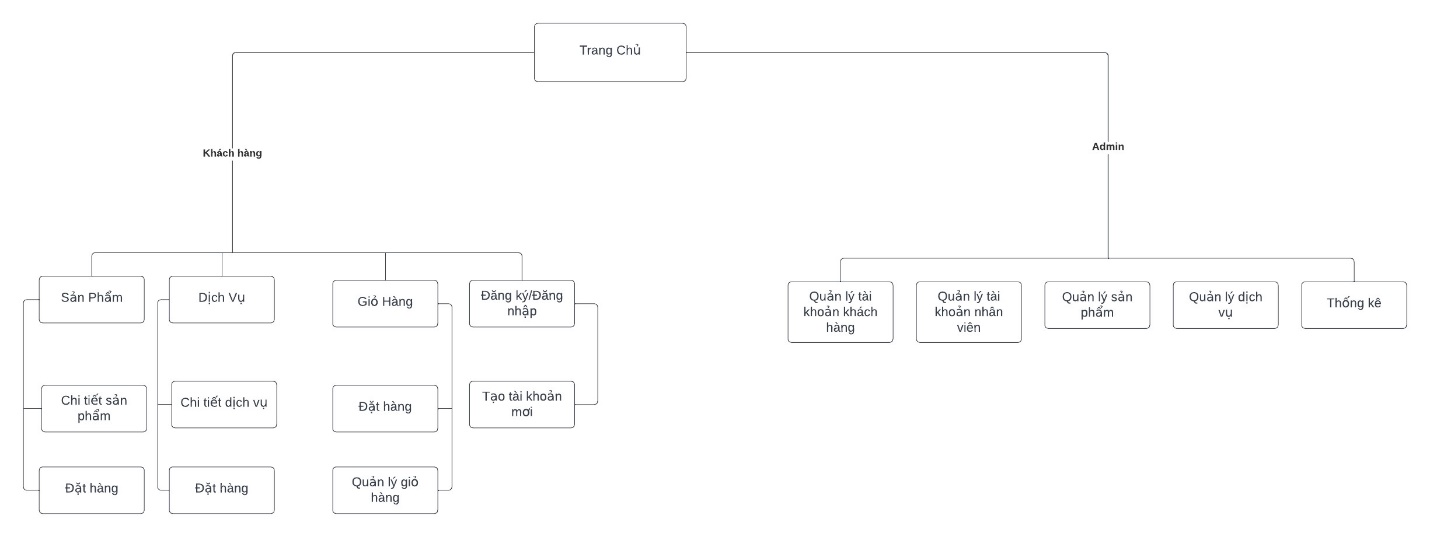 Trang Chủ
Khách hàng
Admin
Sản Phẩm
Dịch Vụ
Giỏ Hàng
Đăng ký/Đăng
nhập
Quản lý tài
khoản khách
hàng
Quản lý tài
khoản nhân
viên
Quản lý sản
phẩm
Quản lý dịch
vụ
Thống kê
Chi tiết sản
phẩm
Chi tiết dịch vụ
Đặt hàng
Tạo tài khoản
mơi
Đặt hàng
Đặt hàng
Quản lý giỏ
hàng